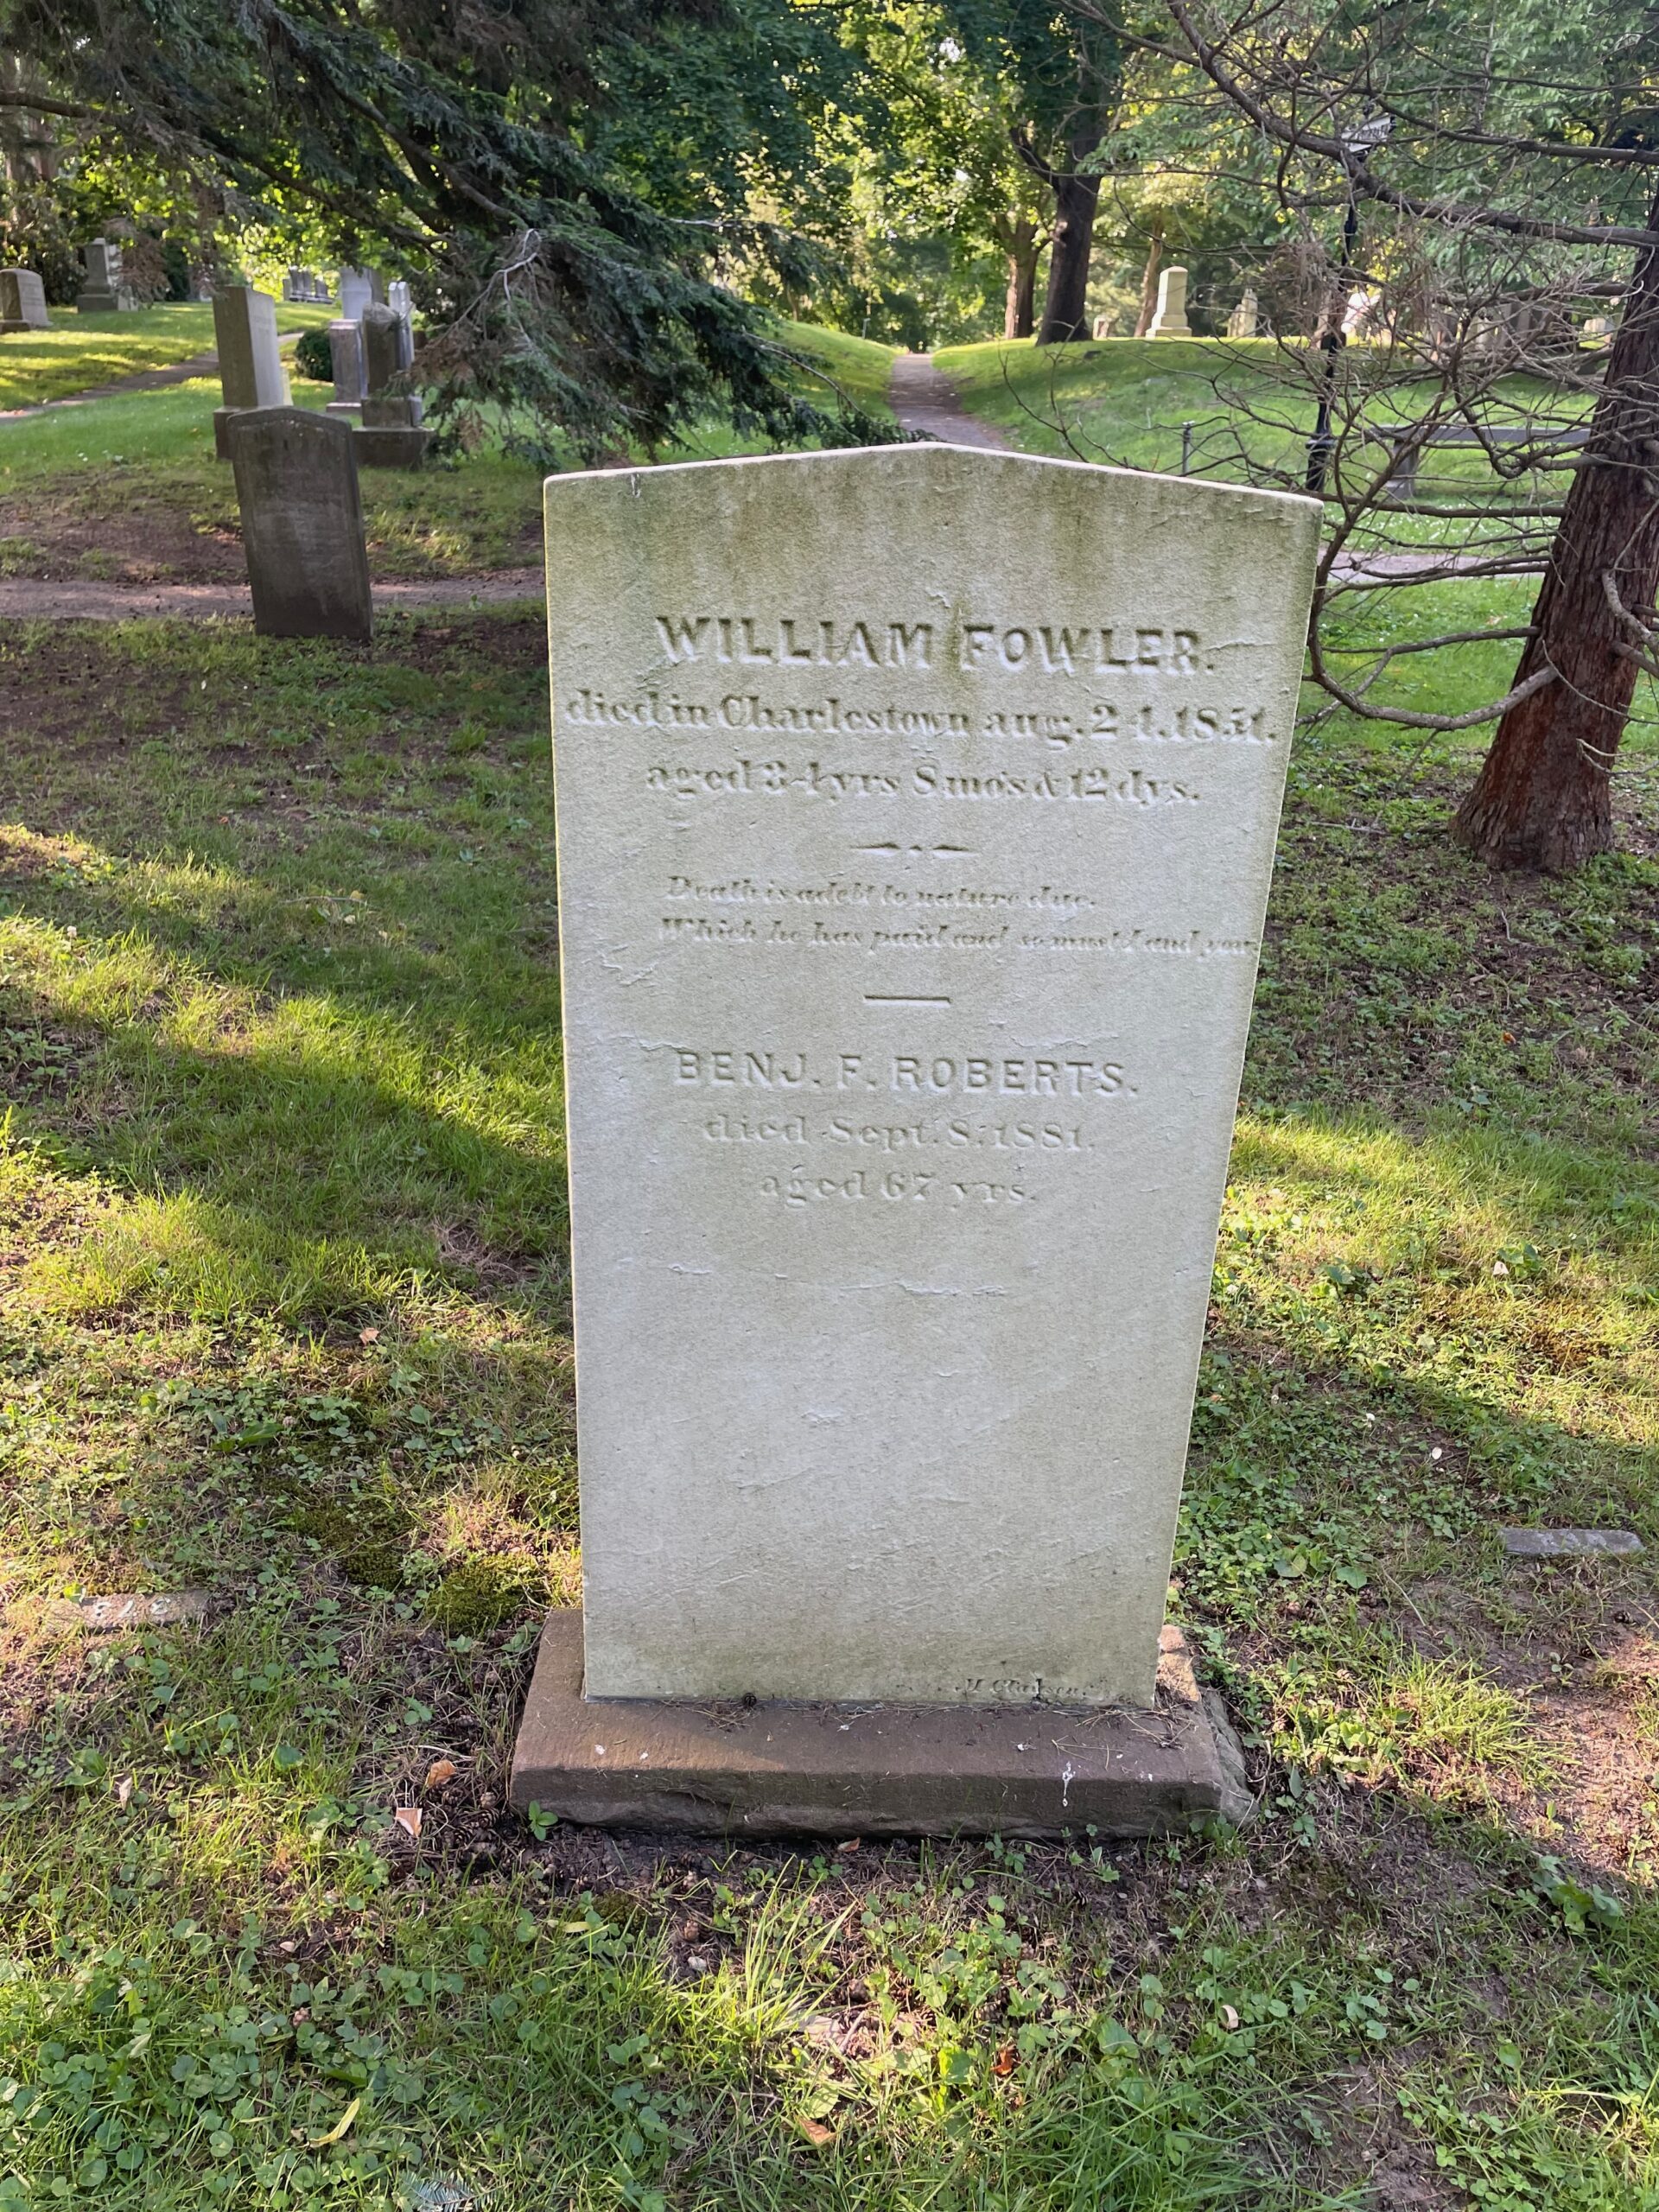 WILLIAM FOWLER.
died in Charlestown aug. 24. 1851.
aged 34 yrs 8 mo's & 12 dys.
Death is a debt to nature due.
Which he has paid and so must I and you
BENJ. F. ROBERTS.
died Sept. 8. 1881.
aged 67 yrs.